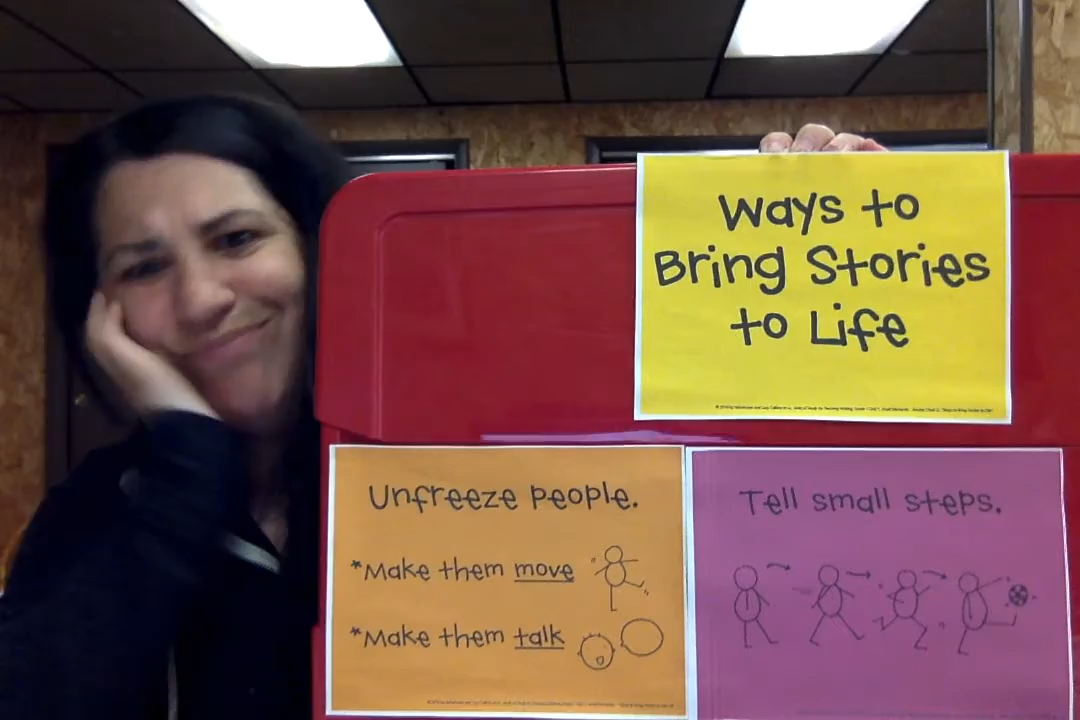 Ways to
Bring Stories
to Life
Unfreeze People.
*Make them move
*Make them talk
Tell small steps.